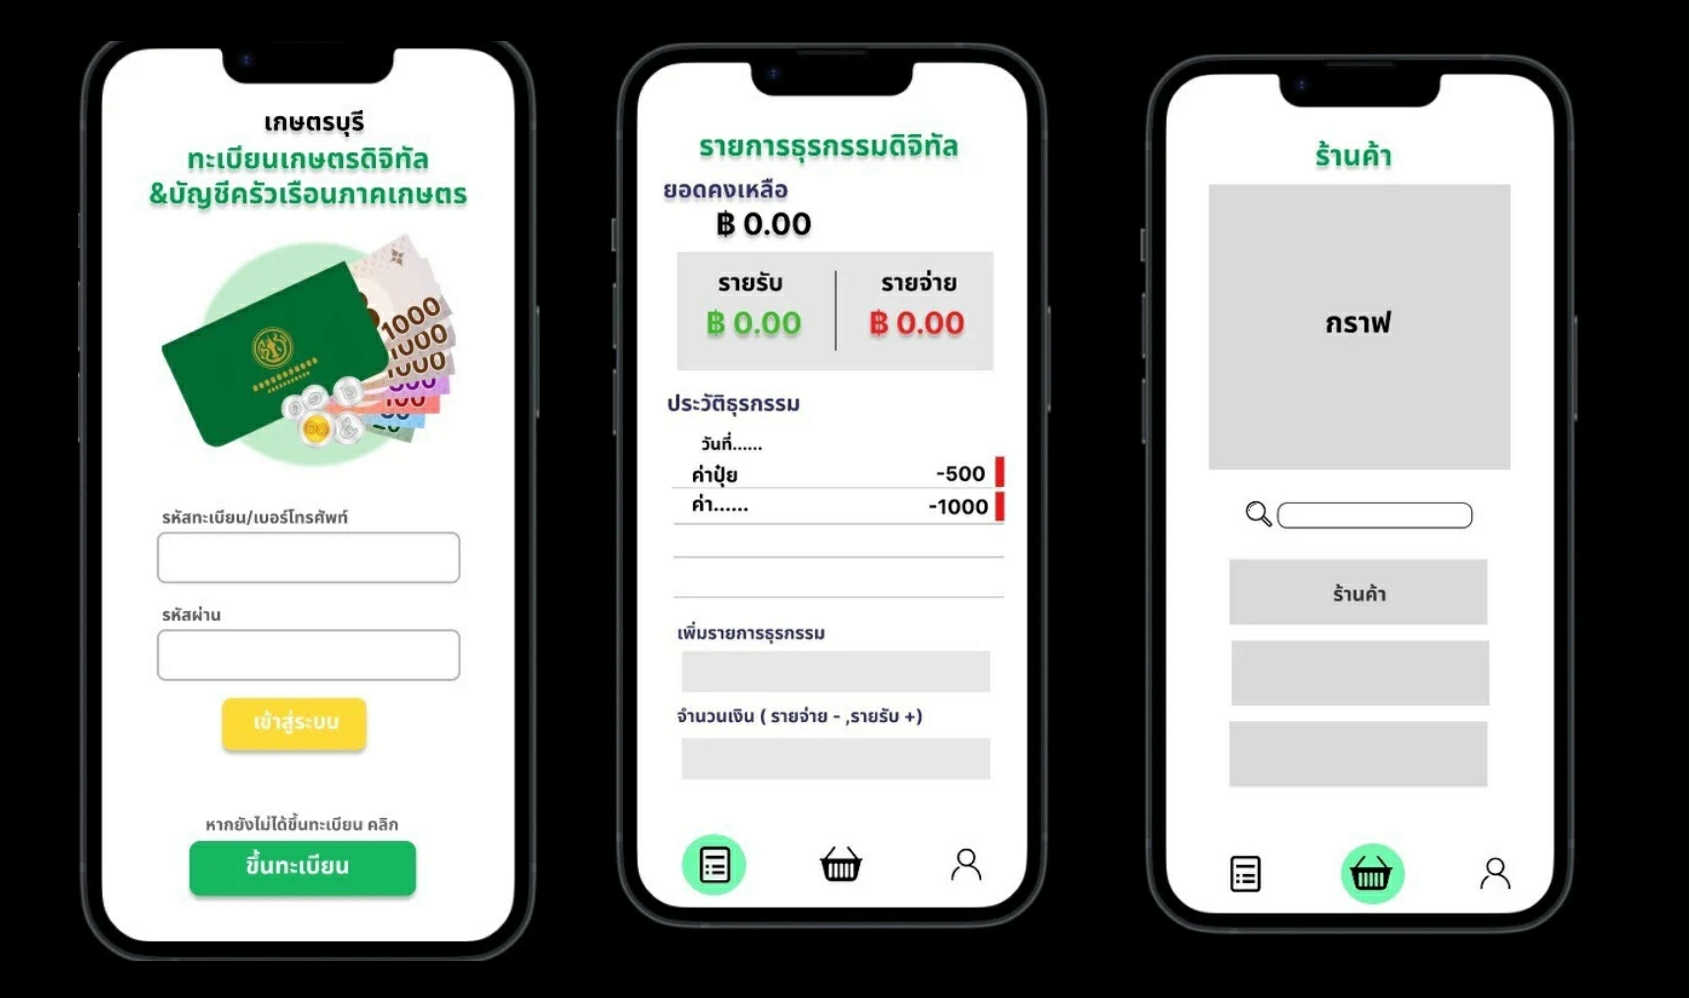 เกษตรบุรี
ทะเบียนเกษตรดิจิทัล
&บัญชีครัวเรือนภาคเกษตร
1000
1000
1000
500
100
50
20
รหัสทะเบียน/เบอร์โทรศัพท์
รหัสผ่าน
เข้าสู่ระบบ
หากยังไม่ได้ขึ้นทะเบียน คลิก
ขึ้นทะเบียน
รายการธุรกรรมดิจิทัล
ยอดคงเหลือ
฿ 0.00
รายรับ รายจ่าย
฿ 0.00 ฿ 0.00
ประวัติธุรกรรม
วันที่......
ค่าปุ๋ย -500
ค่า...... -1000
เพิ่มรายการธุรกรรม
จำนวนเงิน ( รายจ่าย - ,รายรับ +)
ร้านค้า
กราฟ
ร้านค้า